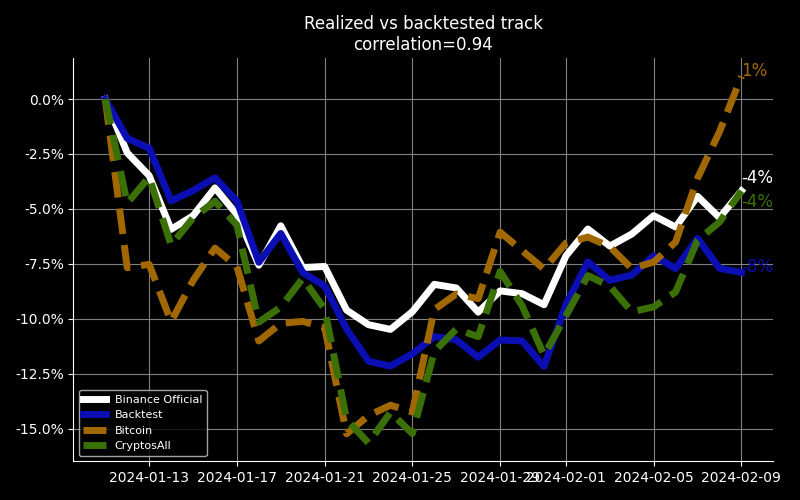 Realized vs backtested track
correlation=0.94
1%
0.0%
-2.5%
-4%
-4%
-5.0%
-7.5%
-8%
-10.0%
-12.5%
-15.0%
Binance Official
Backtest
Bitcoin
CryptosAll
2024-01-13 2024-01-17 2024-01-21 2024-01-25 2024-01-29 2024-02-01 2024-02-05 2024-02-09